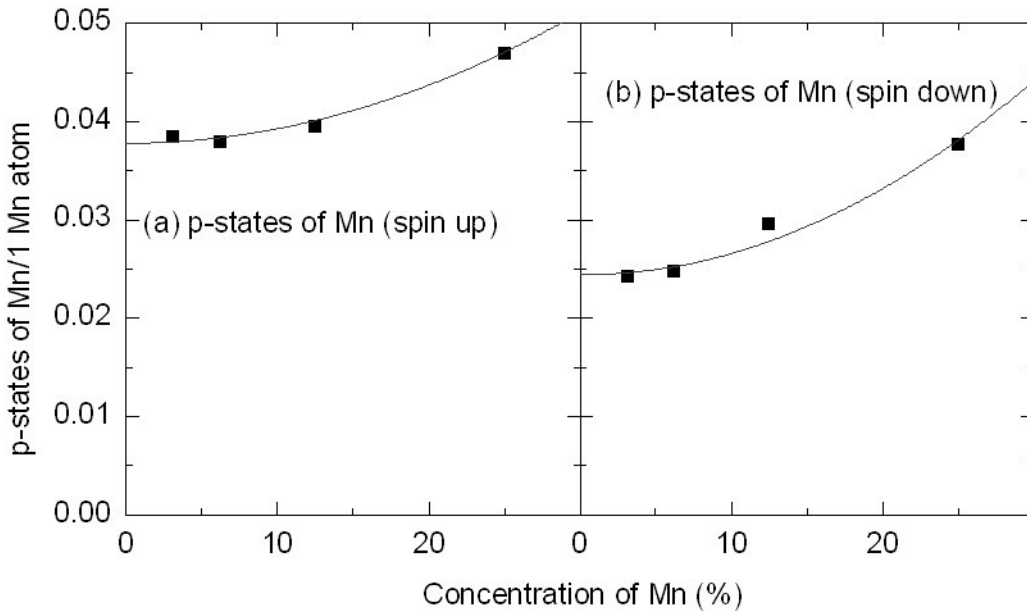 0.05
0.04
0.03
0.02
0.01
0.00
p-states of Mn/1 Mn atom
(a) p-states of Mn (spin up)
(b) p-states of Mn (spin down)
0 10 20 0 10 20
Concentration of Mn (%)